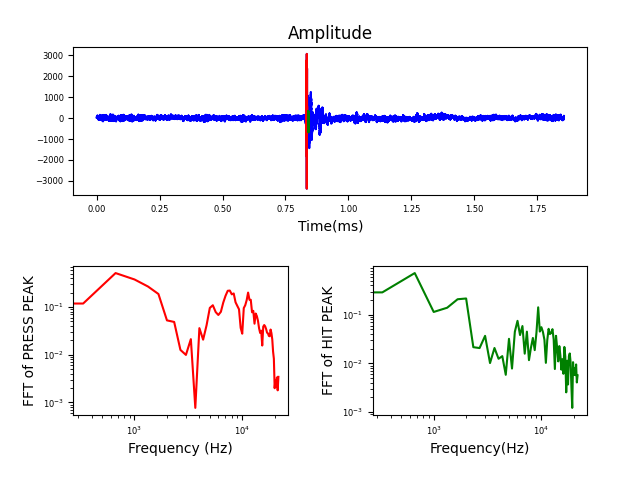 Amplitude
3000
2000
1000
0
−1000
−2000
−3000
0.00 0.25 0.50 0.75 1.00 1.25 1.50 1.75
Time(ms)
FFT of PRESS PEAK
10⁻¹
10⁻²
10⁻³
10³ 10⁴
Frequency (Hz)
FFT of HIT PEAK
10⁻¹
10⁻²
10⁻³
10³ 10⁴
Frequency(Hz)